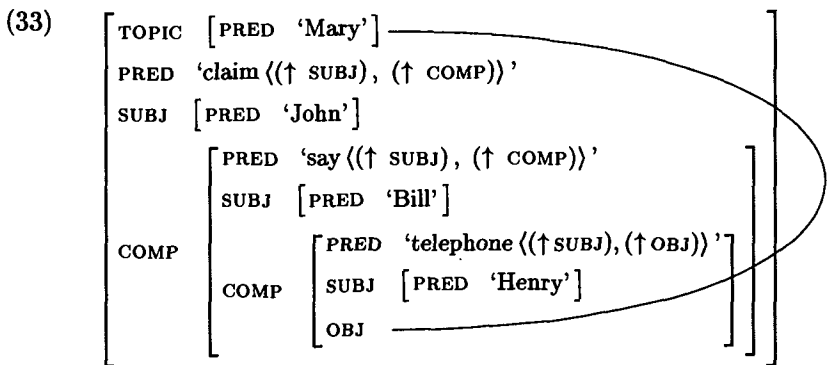 (33)
TOPIC [PRED ‘Mary’]
PRED ‘claim⟨(↑ SUBJ), (↑ COMP)⟩’
SUBJ [PRED ‘John’]
PRED ‘say⟨(↑ SUBJ), (↑ COMP)⟩’
SUBJ [PRED ‘Bill’]
COMP
PRED ‘telephone⟨(↑SUBJ),(↑OBJ)⟩’
COMP SUBJ [PRED ‘Henry’]
OBJ